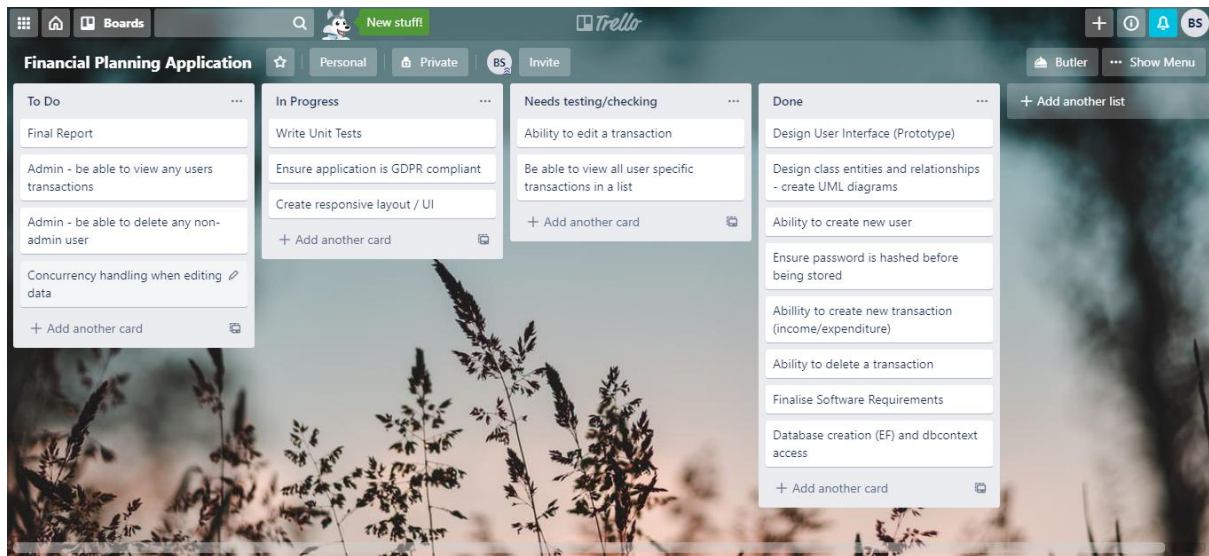 Boards
New stuff!
Trello
BS
Financial Planning Application
Personal
Private
BS
Invite
Butler
Show Menu
To Do
Final Report
Admin - be able to view any users
transactions
Admin - be able to delete any non-
admin user
Concurrency handling when editing
data
+ Add another card
In Progress
Write Unit Tests
Ensure application is GDPR compliant
Create responsive layout / UI
+ Add another card
Needs testing/checking
Ability to edit a transaction
Be able to view all user specific
transactions in a list
+ Add another card
Done
Design User Interface (Prototype)
Design class entities and relationships
- create UML diagrams
Ability to create new user
Ensure password is hashed before
being stored
Abillity to create new transaction
(income/expenditure)
Ability to delete a transaction
Finalise Software Requirements
Database creation (EF) and dbcontext
access
+ Add another card
+ Add another list